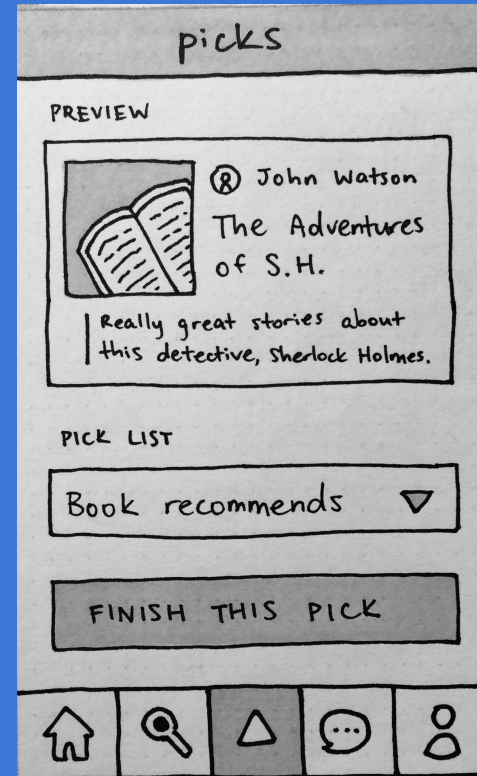 picks
PREVIEW
John Watson
The Adventures
of S.H.
Really great stories about
this detective, Sherlock Holmes.
PICK LIST
Book recommends
FINISH THIS PICK